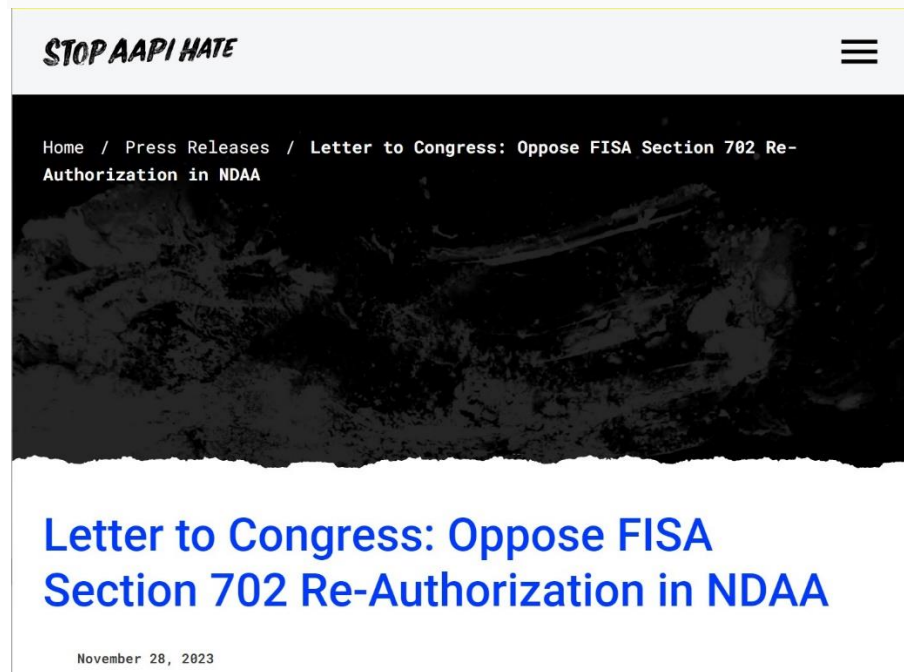 STOP AAPI HATE
Home / Press Releases / Letter to Congress: Oppose FISA Section 702 Re-
Authorization in NDAA
Letter to Congress: Oppose FISA
Section 702 Re-Authorization in NDAA
November 28, 2023